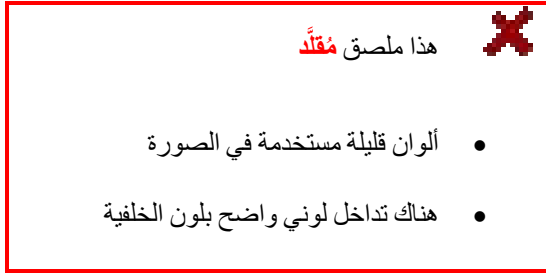 هذا ملصق مُقلَّد
ألوان قليلة مستخدمة في الصورة
هناك تداخل لوني واضح بلون الخلفية